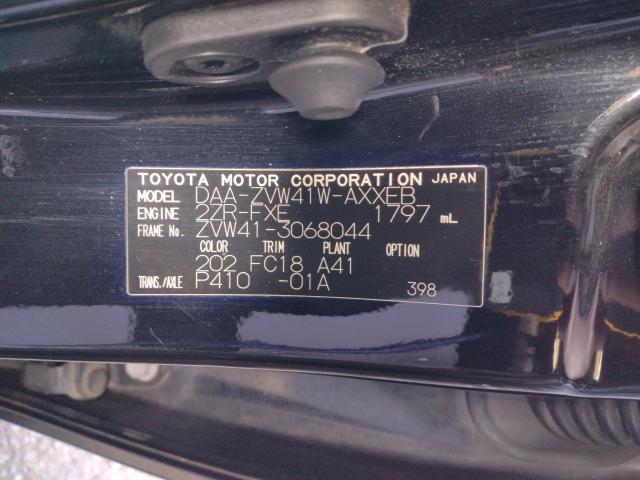 TOYOTA MOTOR CORPORATION JAPAN
MODEL DAA-ZVW41W-AXXEB
ENGINE 2ZR-FXE 1797 mL
FRAME No. ZVW41-3068044
COLOR TRIM PLANT OPTION
202 FC18 A41
TRANS./AXLE P410 -01A 398